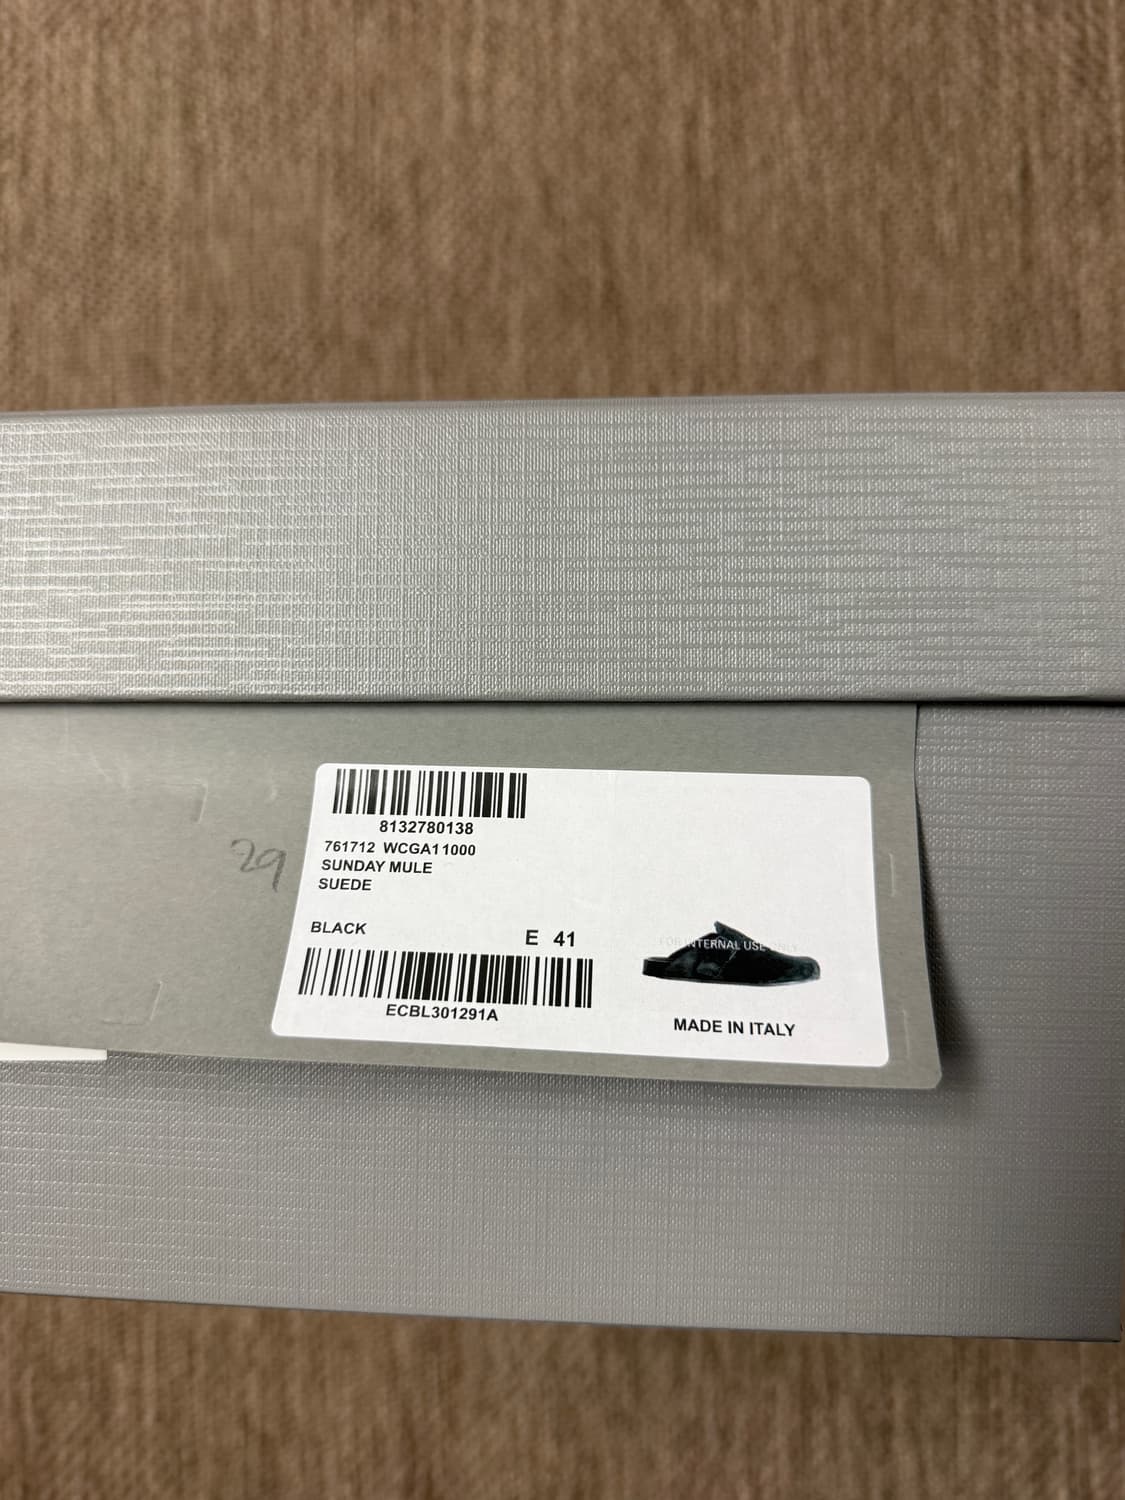 8132780138
761712 WCGA11000
SUNDAY MULE
SUEDE
29
BLACK
E 41
FOR INTERNAL USE ONLY
ECBL301291A
MADE IN ITALY